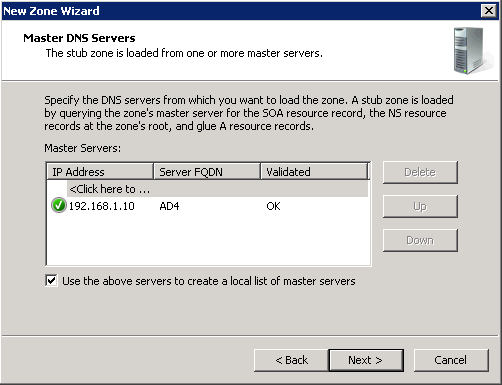 New Zone Wizard
Master DNS Servers
The stub zone is loaded from one or more master servers.
Specify the DNS servers from which you want to load the zone. A stub zone is loaded
by querying the zone's master server for the SOA resource record, the NS resource
records at the zone's root, and glue A resource records.
Master Servers:
IP Address Server FQDN Validated
<Click here to ...
192.168.1.10 AD4 OK
Delete
Up
Down
Use the above servers to create a local list of master servers
< Back Next > Cancel